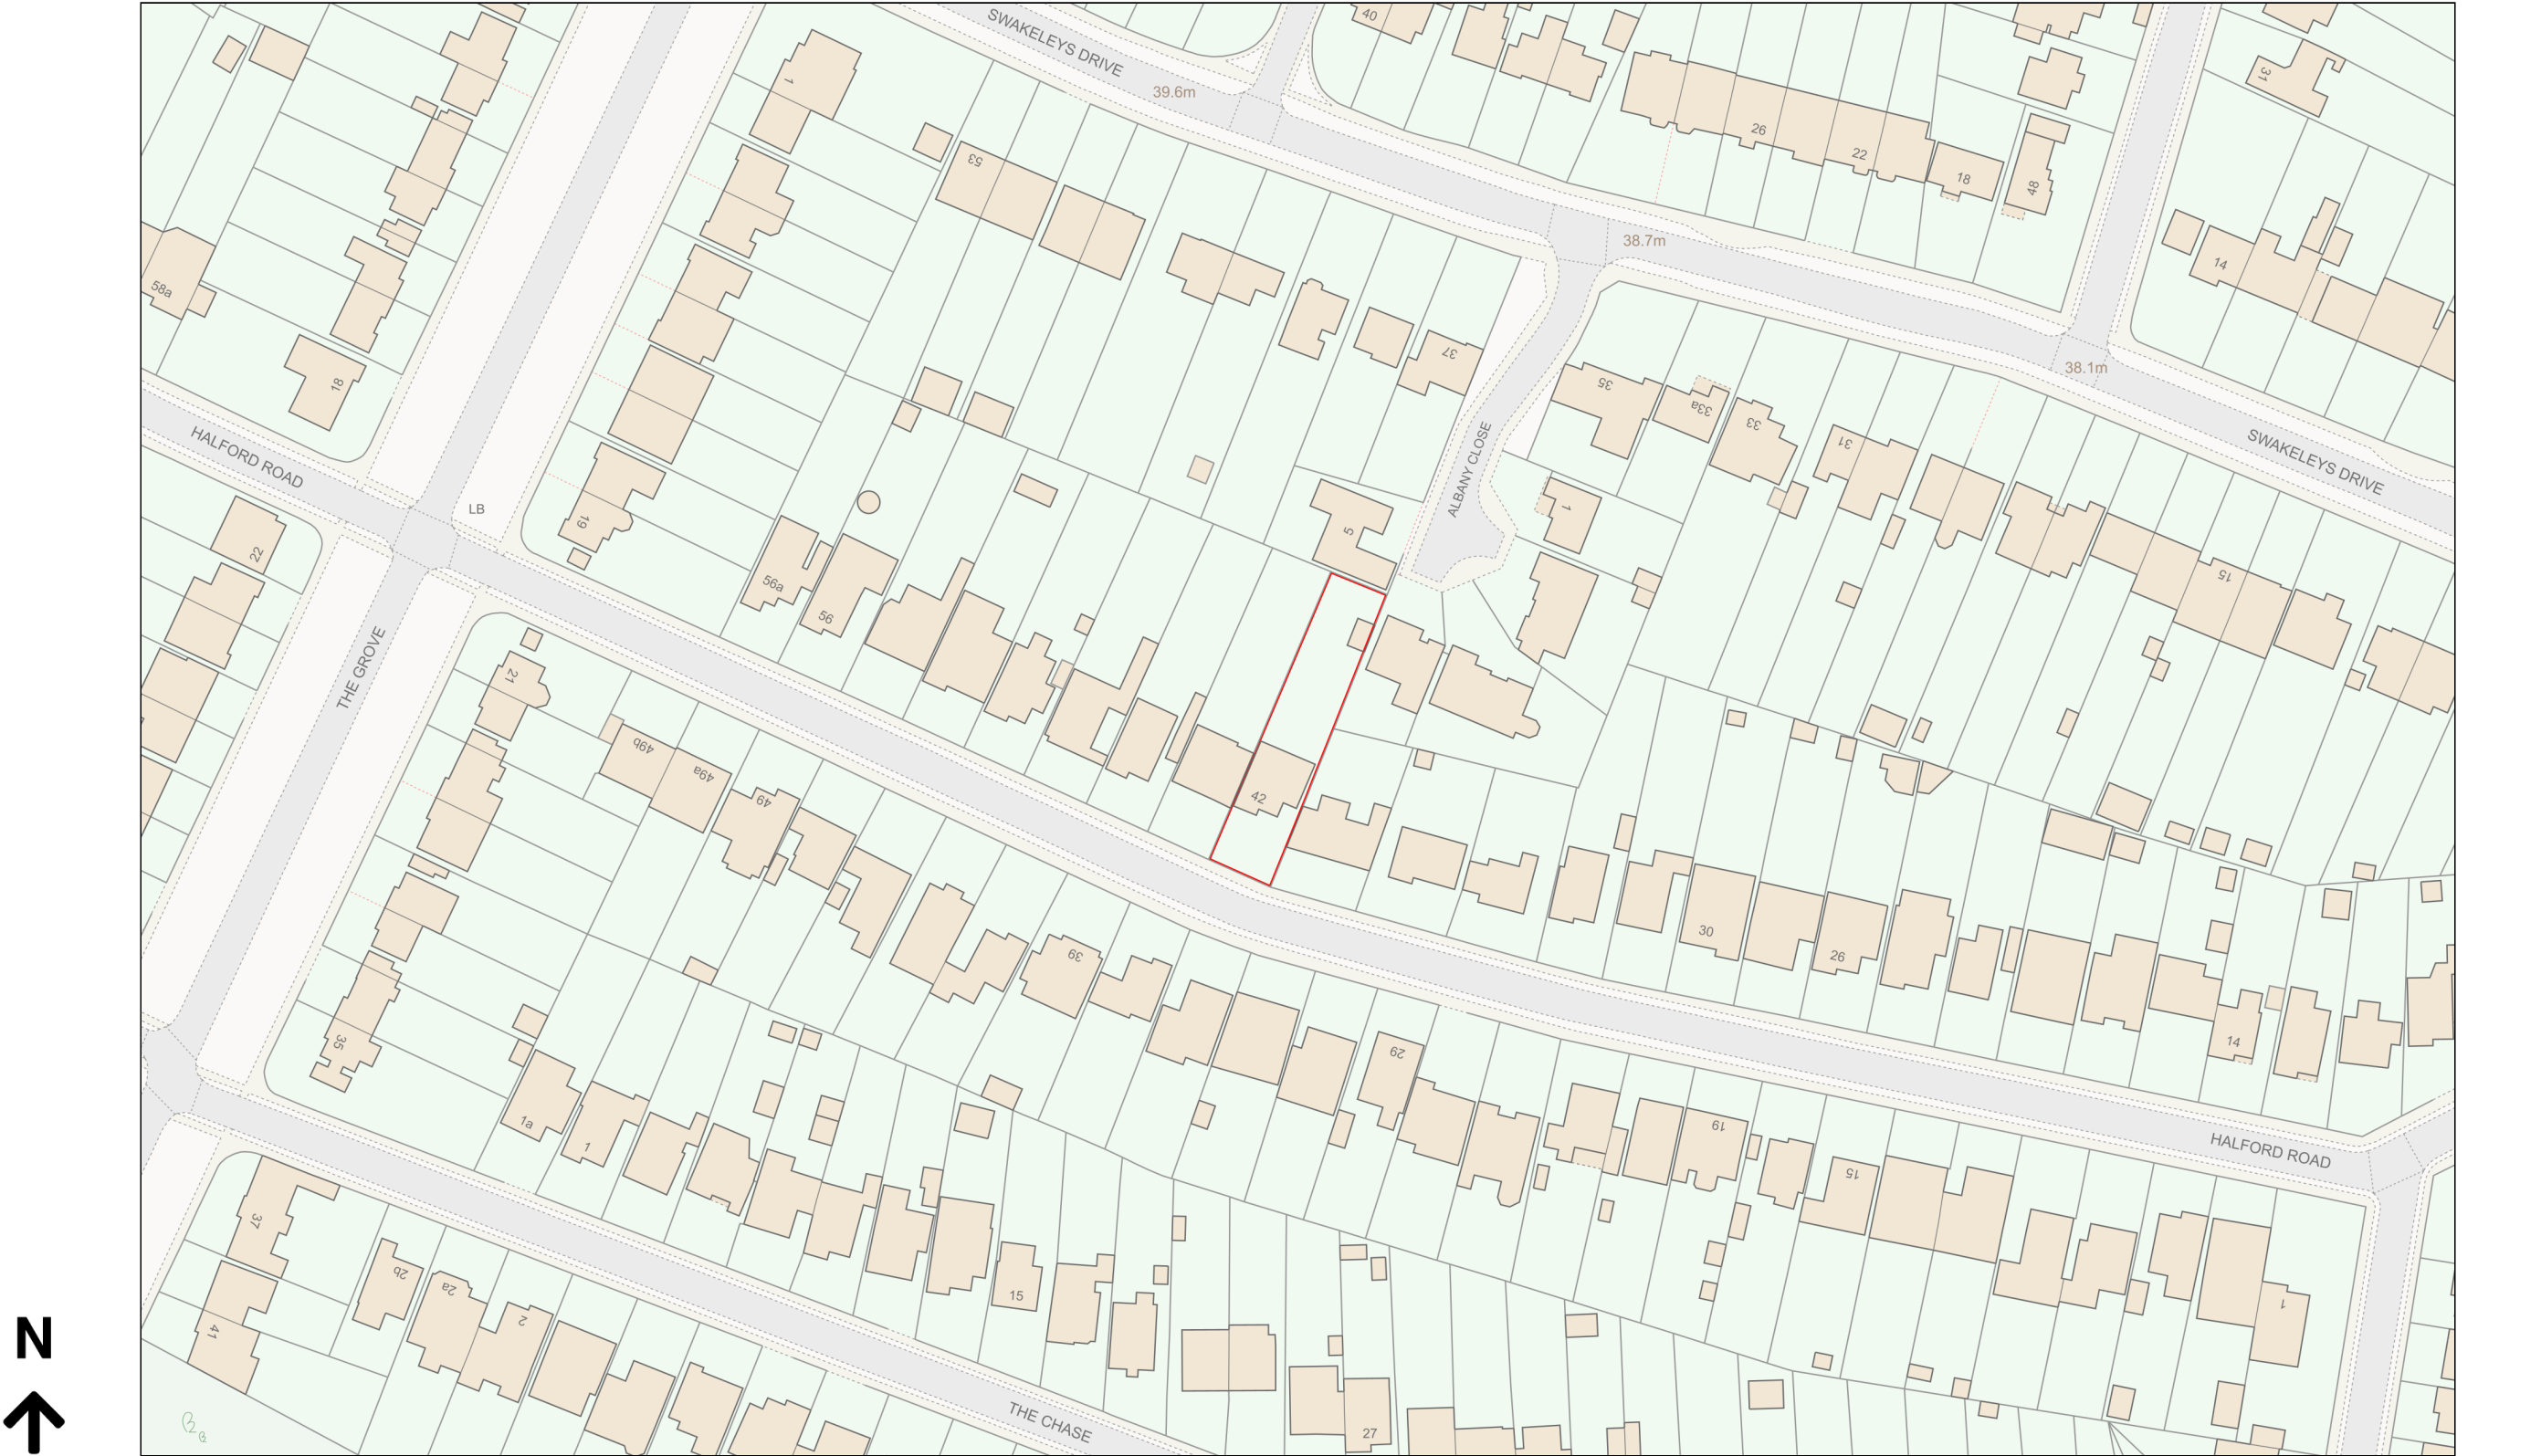 SWAKELEYS DRIVE
40
39.6m
1
53
31
26
22
18
48
38.7m
14
58a
37
38.1m
18
35
33a
33
31
SWAKELEYS DRIVE
HALFORD ROAD
ALBANY CLOSE
LB
19
5
1
22
56a
56
15
THE GROVE
21
49b
49a
49
42
30
26
39
14
35
29
1a
1
19
15
HALFORD ROAD
37
2b
2a
2
15
1
41
THE CHASE
27
N